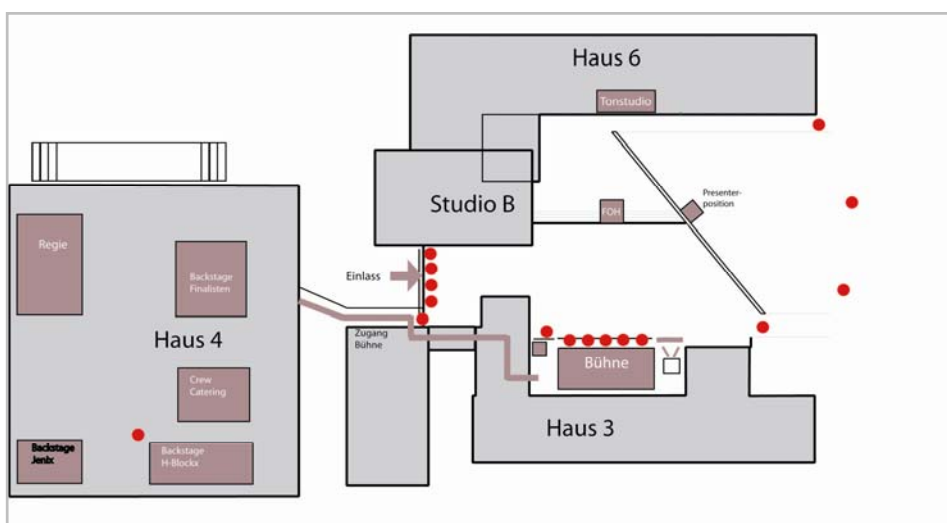 Haus 6
Tonstudio
Studio B
FOH
Presenter-
position
Regie
Backstage
Finalisten
Einlass
Haus 4
Zugang
Bühne
Bühne
Crew
Catering
Haus 3
Backstage
Jenix
Backstage
H-Blockx